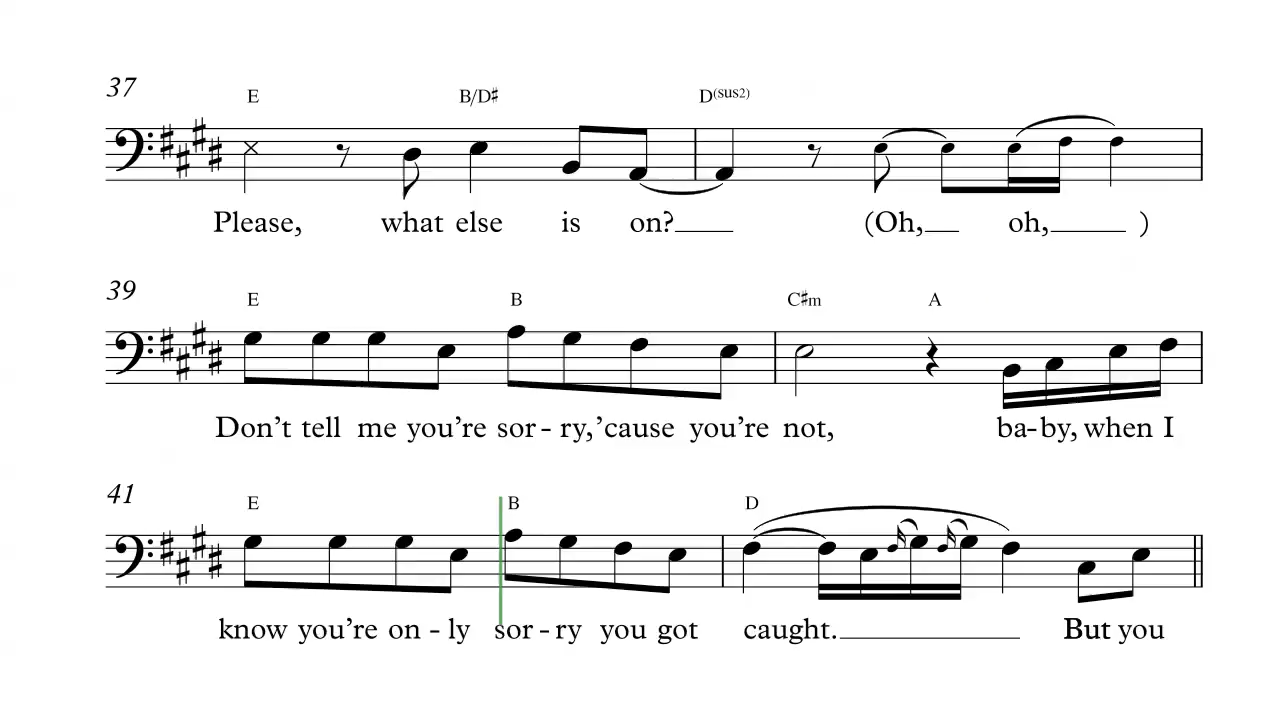 37
E B/D♯ D(sus2)
Please, what else is on? (Oh, oh, )
39
E B C♯m A
Don't tell me you're sor - ry, 'cause you're not, ba - by, when I
41
E B D
know you're on - ly sor - ry you got caught. But you